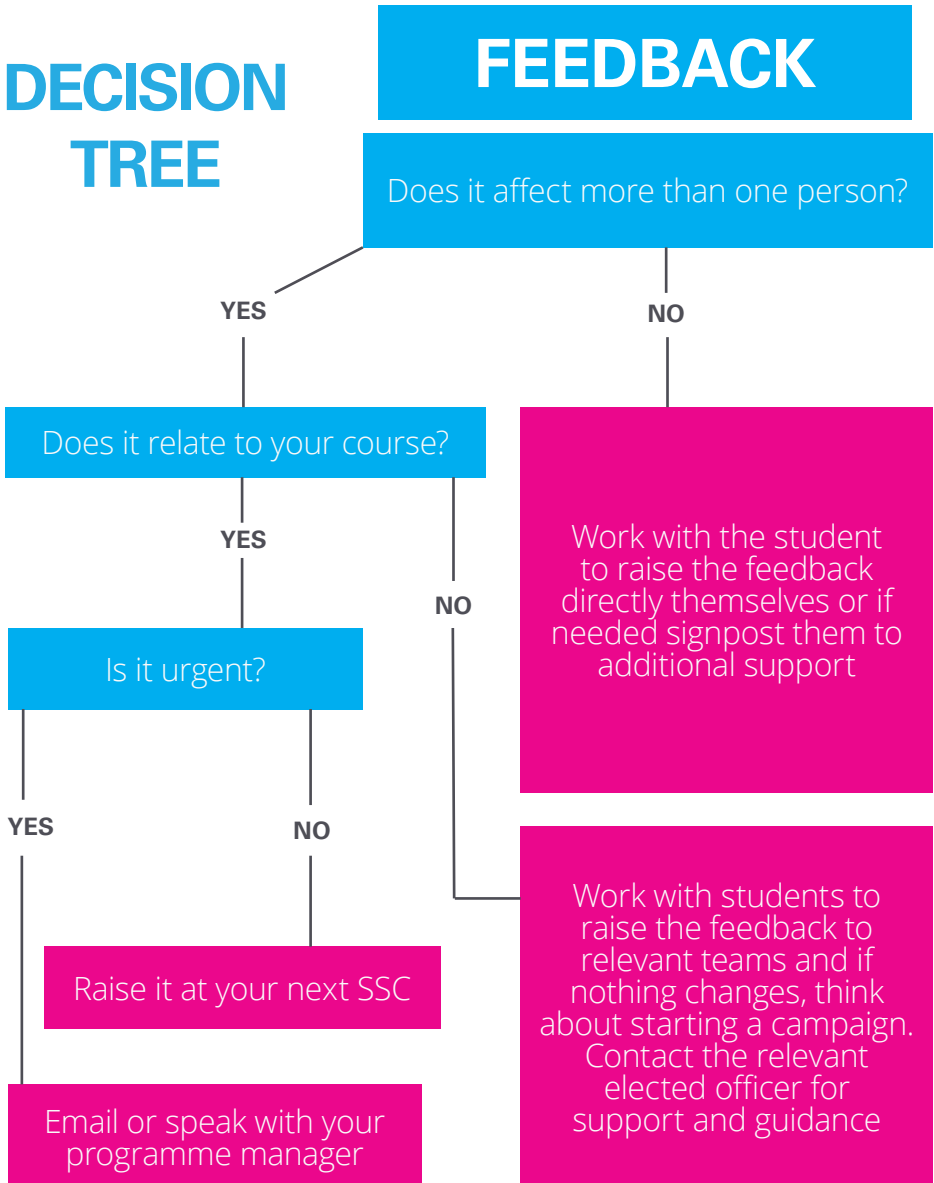 DECISION
TREE
FEEDBACK
Does it affect more than one person?
YES
NO
Does it relate to your course?
YES
NO
Work with the student
to raise the feedback
directly themselves or if
needed signpost them to
additional support
Is it urgent?
YES
NO
Raise it at your next SSC
Email or speak with your
programme manager
Work with students to
raise the feedback to
relevant teams and if
nothing changes, think
about starting a campaign.
Contact the relevant
elected officer for
support and guidance